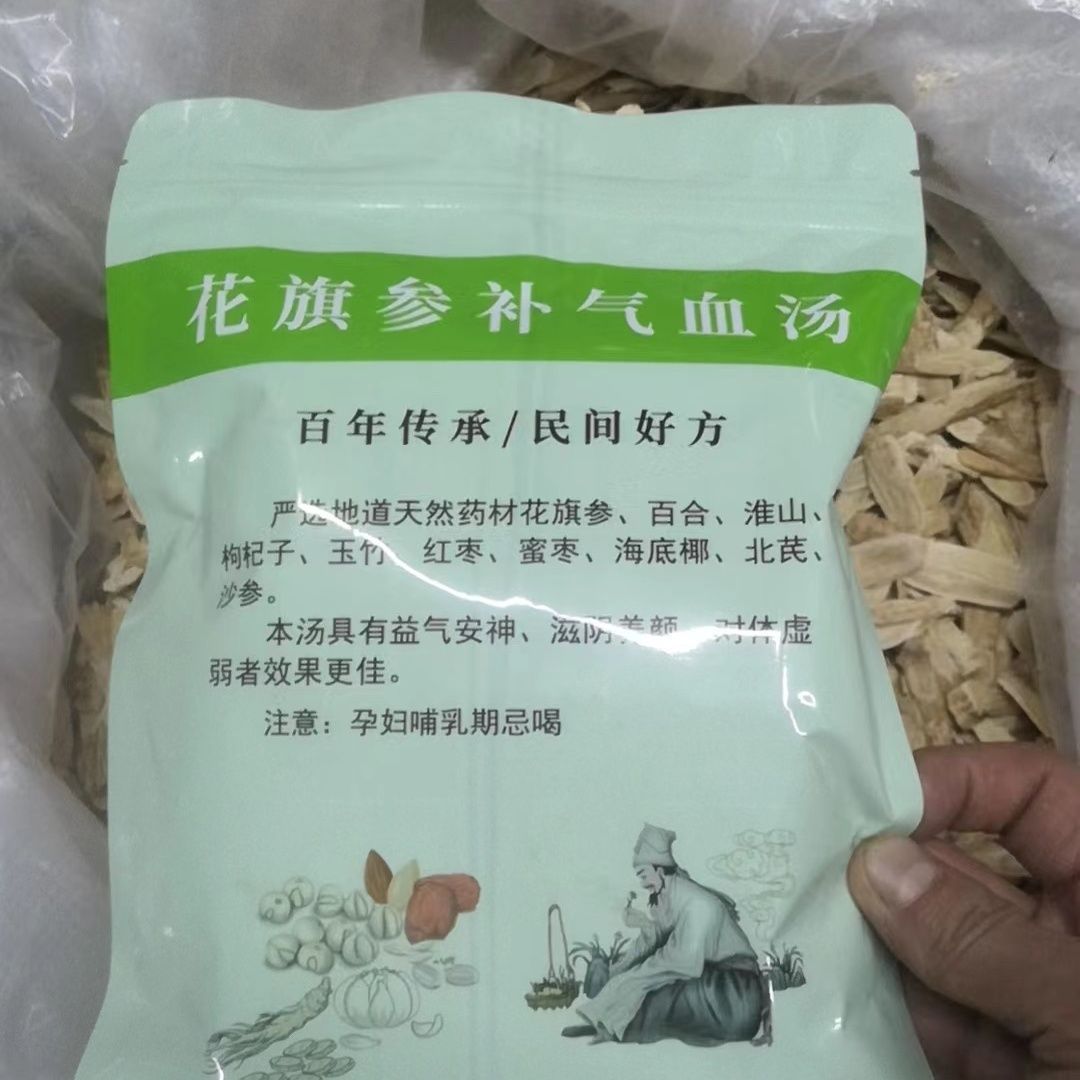 花旗参补气血汤
百年传承/民间好方
严选地道天然药材花旗参、百合、淮山、
枸杞子、玉竹 红枣、蜜枣、海底椰、北芪、
沙参。
本汤具有益气安神、滋阴养颜 对体虚
弱者效果更佳。
注意：孕妇哺乳期忌喝